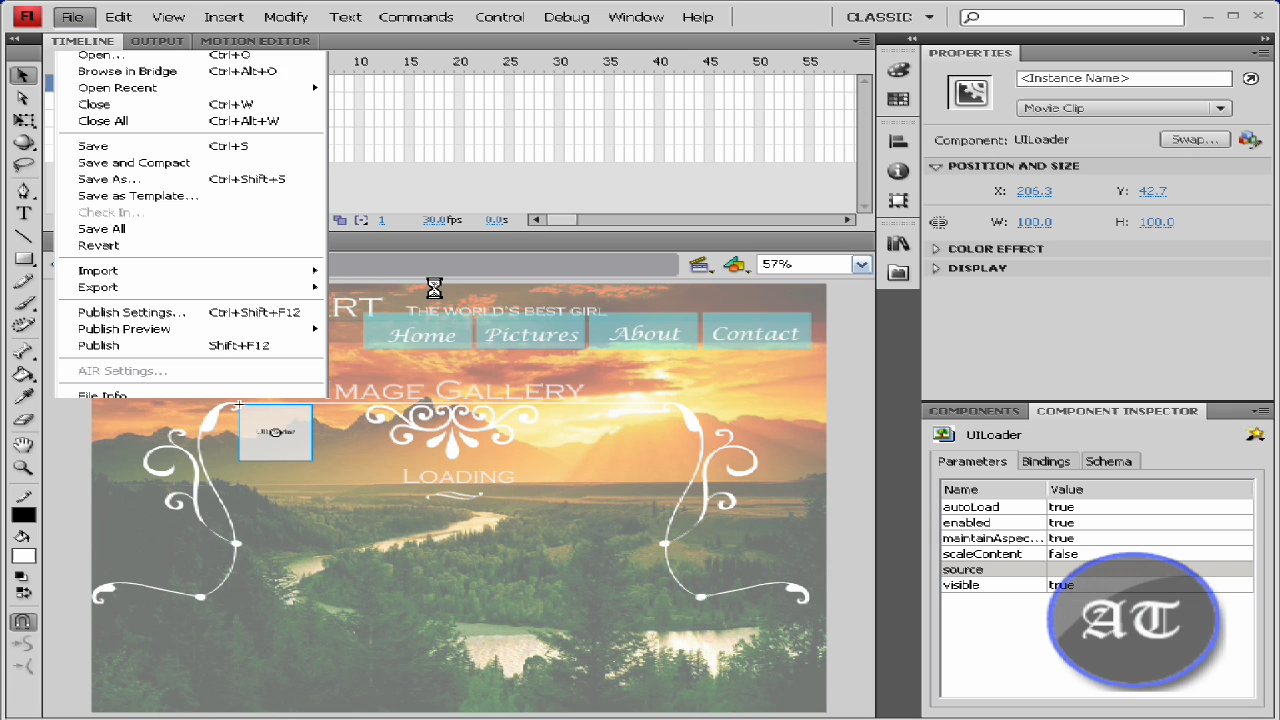 Fl File Edit View Insert Modify Text Commands Control Debug Window Help CLASSIC
TIMELINE OUTPUT MOTION EDITOR
PROPERTIES
Open... Ctrl+O
Browse in Bridge Ctrl+Alt+O
Open Recent
Close Ctrl+W
Close All Ctrl+Alt+W
Save Ctrl+S
Save and Compact
Save As... Ctrl+Shift+S
Save as Template...
Check In...
Save All
Revert
Import
Export
Publish Settings... Ctrl+Shift+F12
Publish Preview
Publish Shift+F12
AIR Settings...
File Info
10 15 20 25 30 35 40 45 50 55
1 30.0fps 0.0s
57%
THE WORLD'S BEST GIRL
Home Pictures About Contact
IMAGE GALLERY
UILoader
LOADING
<Instance Name>
Movie Clip
Component: UILoader Swap...
POSITION AND SIZE
X: 206.3 Y: 42.7
W: 100.0 H: 100.0
COLOR EFFECT
DISPLAY
COMPONENTS COMPONENT INSPECTOR
UILoader
Parameters Bindings Schema
Name Value
autoLoad true
enabled true
maintainAspec... true
scaleContent false
source
visible true
AT